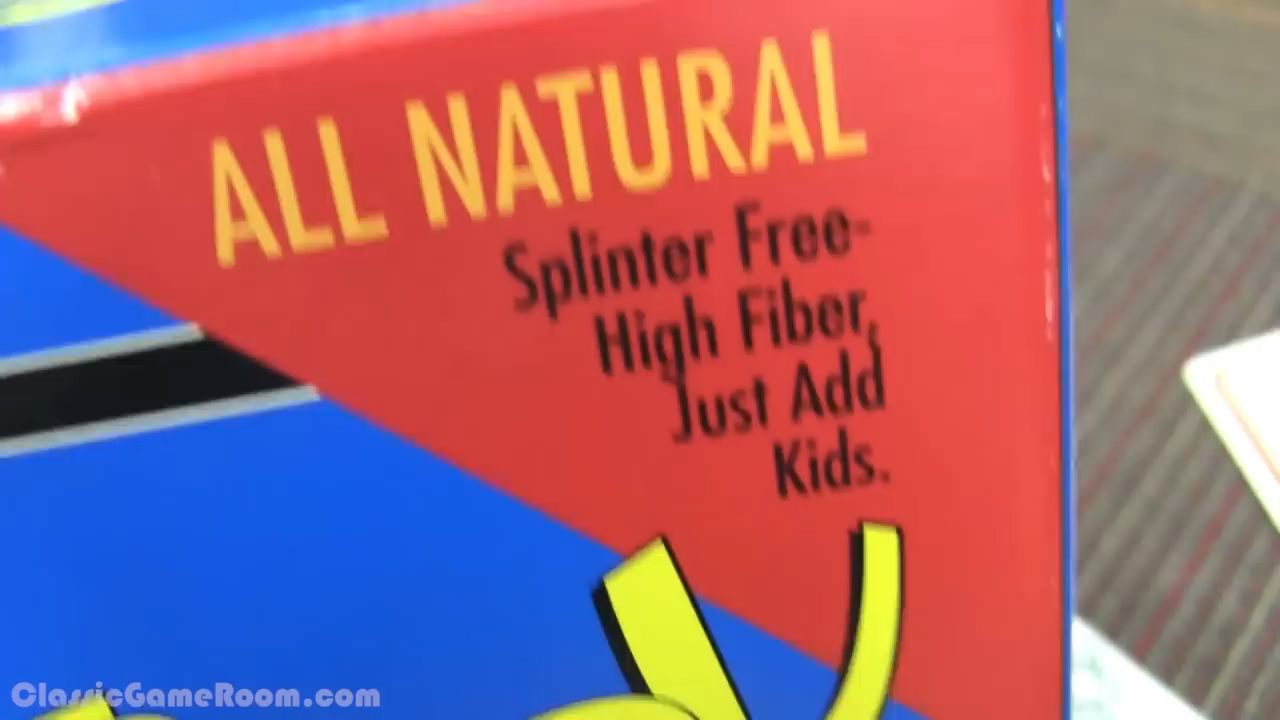 ALL NATURAL
Splinter Free-
High Fiber,
Just Add
Kids.
ClassicGameRoom.com